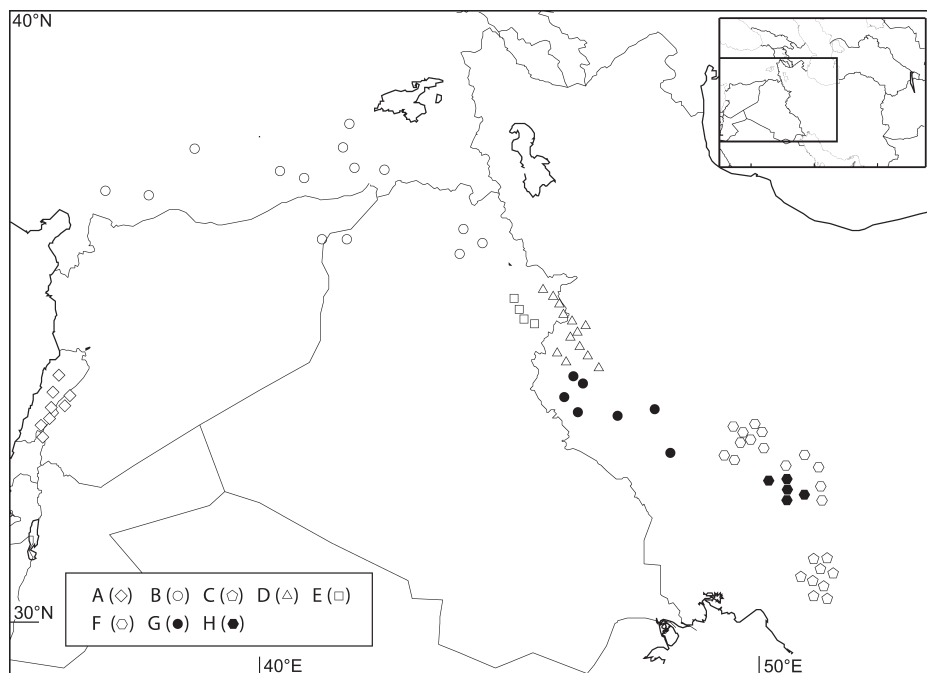 40°N
A (◇) B (○) C (⬠) D (△) E (□)
F (⬡) G (●) H (⬢)
30°N
40°E
50°E